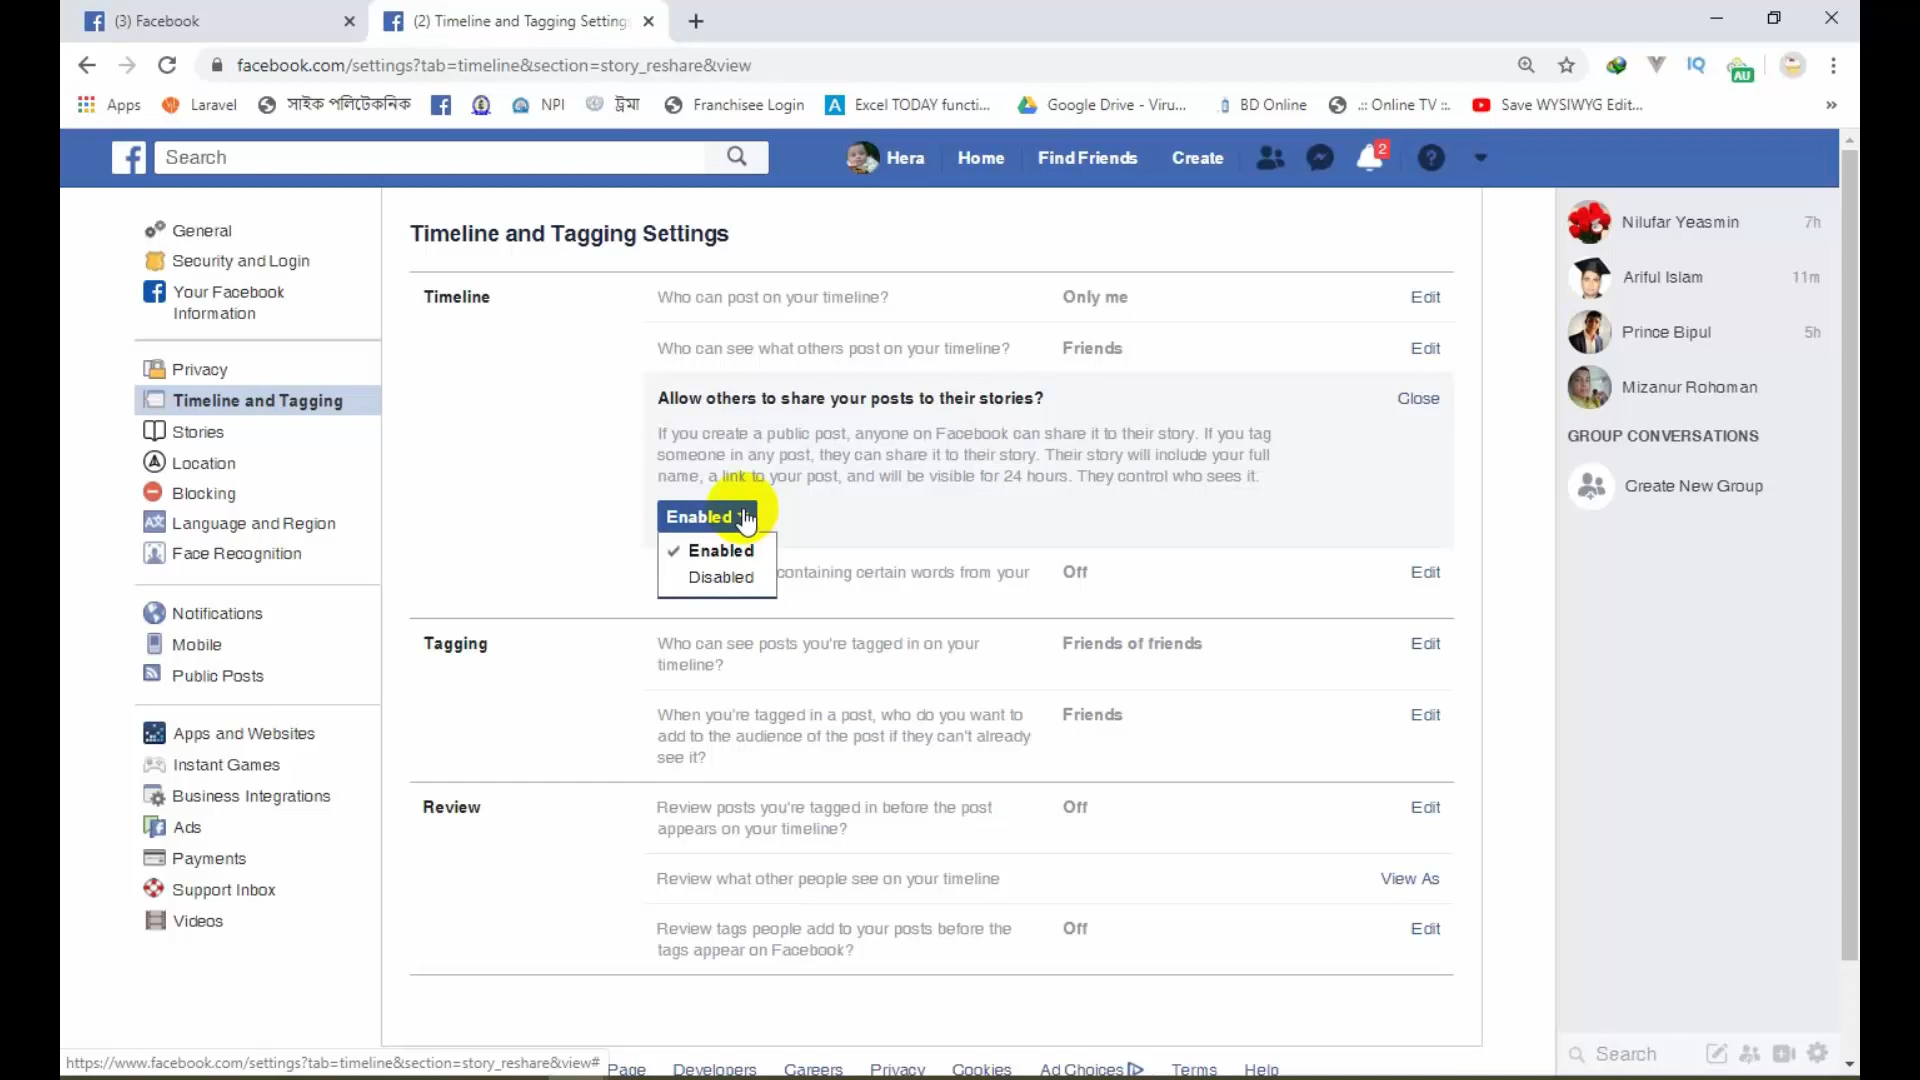 (3) Facebook
(2) Timeline and Tagging Setting
facebook.com/settings?tab=timeline&section=story_reshare&view
IQ
AU
Apps
Laravel
সাইক পলিটেকনিক
NPI
ট্রমা
Franchisee Login
Excel TODAY functi...
Google Drive - Viru...
BD Online
.:: Online TV ::.
Save WYSIWYG Edit...
»
Search
Hera
Home
Find Friends
Create
2
General
Security and Login
Your Facebook
Information
Privacy
Timeline and Tagging
Stories
Location
Blocking
Language and Region
Face Recognition
Notifications
Mobile
Public Posts
Apps and Websites
Instant Games
Business Integrations
Ads
Payments
Support Inbox
Videos
Timeline and Tagging Settings
Timeline
Who can post on your timeline?
Only me
Edit
Who can see what others post on your timeline?
Friends
Edit
Allow others to share your posts to their stories?
Close
If you create a public post, anyone on Facebook can share it to their story. If you tag
someone in any post, they can share it to their story. Their story will include your full
name, a link to your post, and will be visible for 24 hours. They control who sees it.
Enabled
Enabled
Disabled
containing certain words from your
Off
Edit
Tagging
Who can see posts you're tagged in on your
timeline?
Friends of friends
Edit
When you're tagged in a post, who do you want to
add to the audience of the post if they can't already
see it?
Friends
Edit
Review
Review posts you're tagged in before the post
appears on your timeline?
Off
Edit
Review what other people see on your timeline
View As
Review tags people add to your posts before the
tags appear on Facebook?
Off
Edit
Nilufar Yeasmin 7h
Ariful Islam 11m
Prince Bipul 5h
Mizanur Rohoman
GROUP CONVERSATIONS
Create New Group
Search
https://www.facebook.com/settings?tab=timeline&section=story_reshare&view#
Page
Developers
Careers
Privacy
Cookies
Ad Choices
Terms
Help